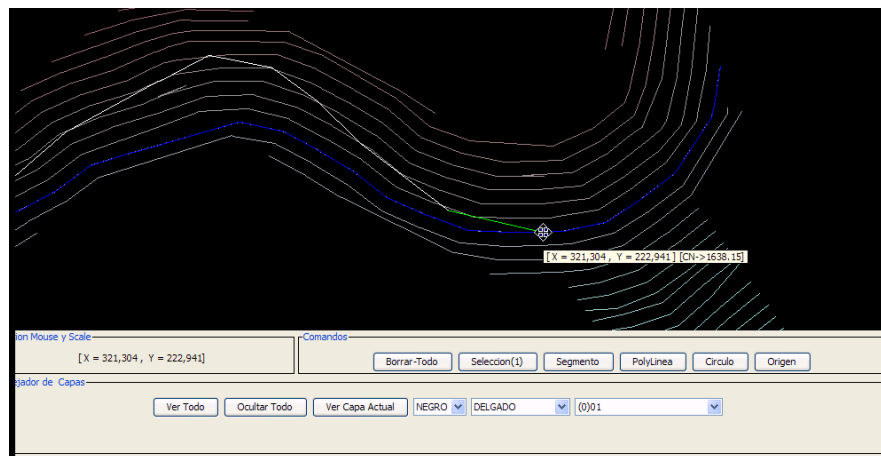 [ X = 321,304 , Y = 222,941] [CN->1638.15]
ion Mouse y Scale
[ X = 321,304 , Y = 222,941]
Comandos
Borrar-Todo Seleccion(1) Segmento PolyLinea Circulo Origen
ejador de Capas
Ver Todo Ocultar Todo Ver Capa Actual NEGRO DELGADO (0)01